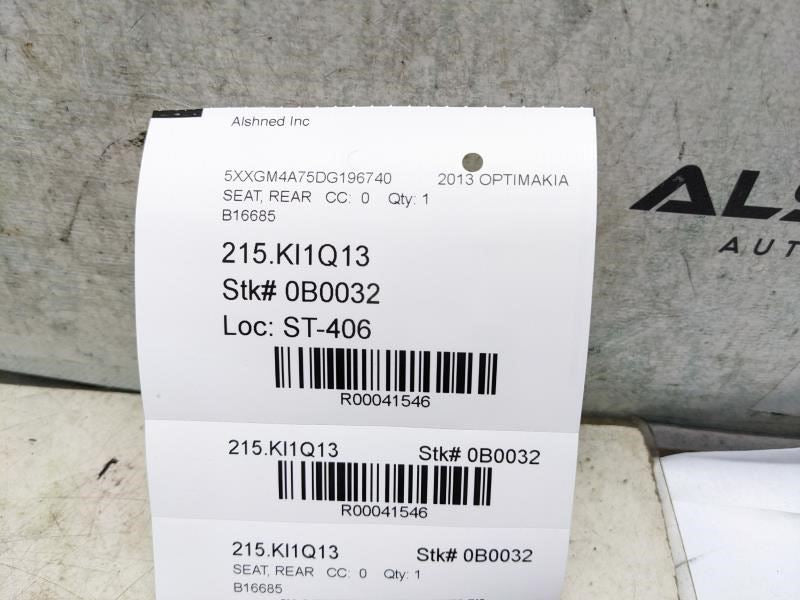 Alshned Inc
5XXGM4A75DG196740 2013 OPTIMAKIA
SEAT, REAR CC: 0 Qty: 1
B16685
215.KI1Q13
Stk# 0B0032
Loc: ST-406
R00041546
215.KI1Q13 Stk# 0B0032
R00041546
215.KI1Q13 Stk# 0B0032
SEAT, REAR CC: 0 Qty: 1
B16685
ALS
AUT